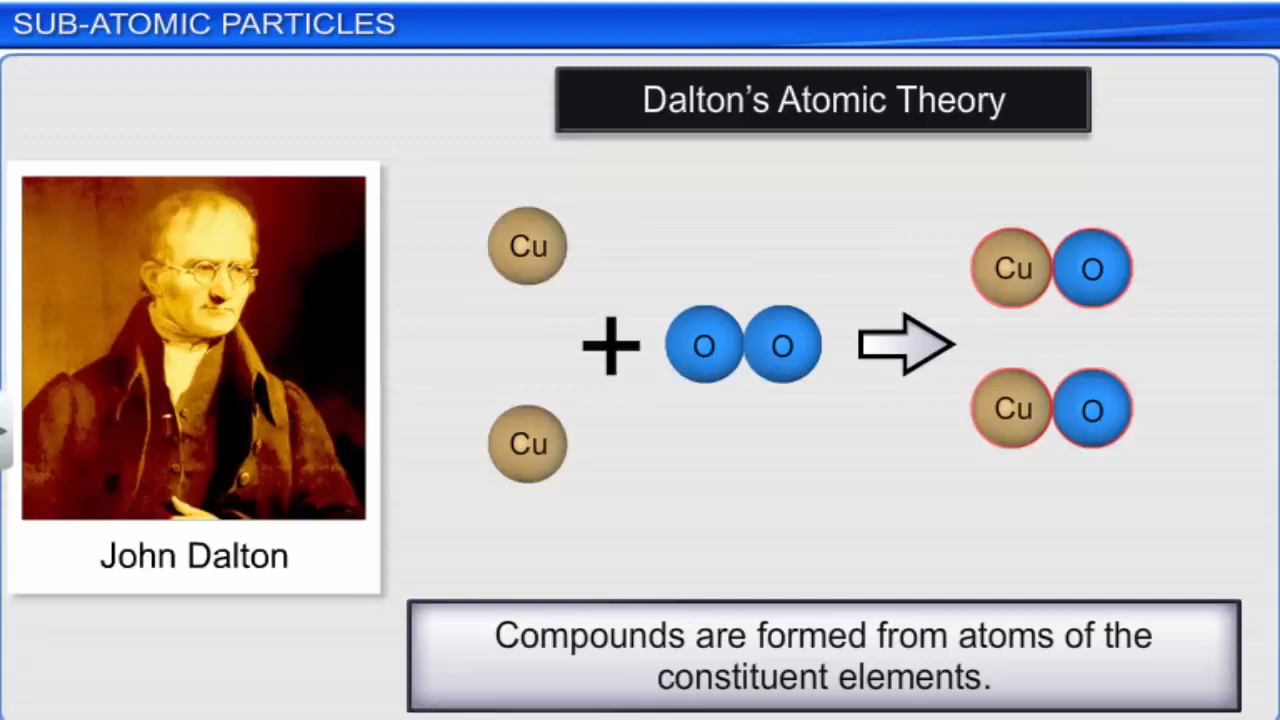 SUB-ATOMIC PARTICLES
Dalton’s Atomic Theory
Cu
Cu
O O
Cu O
Cu O
John Dalton
Compounds are formed from atoms of the
constituent elements.